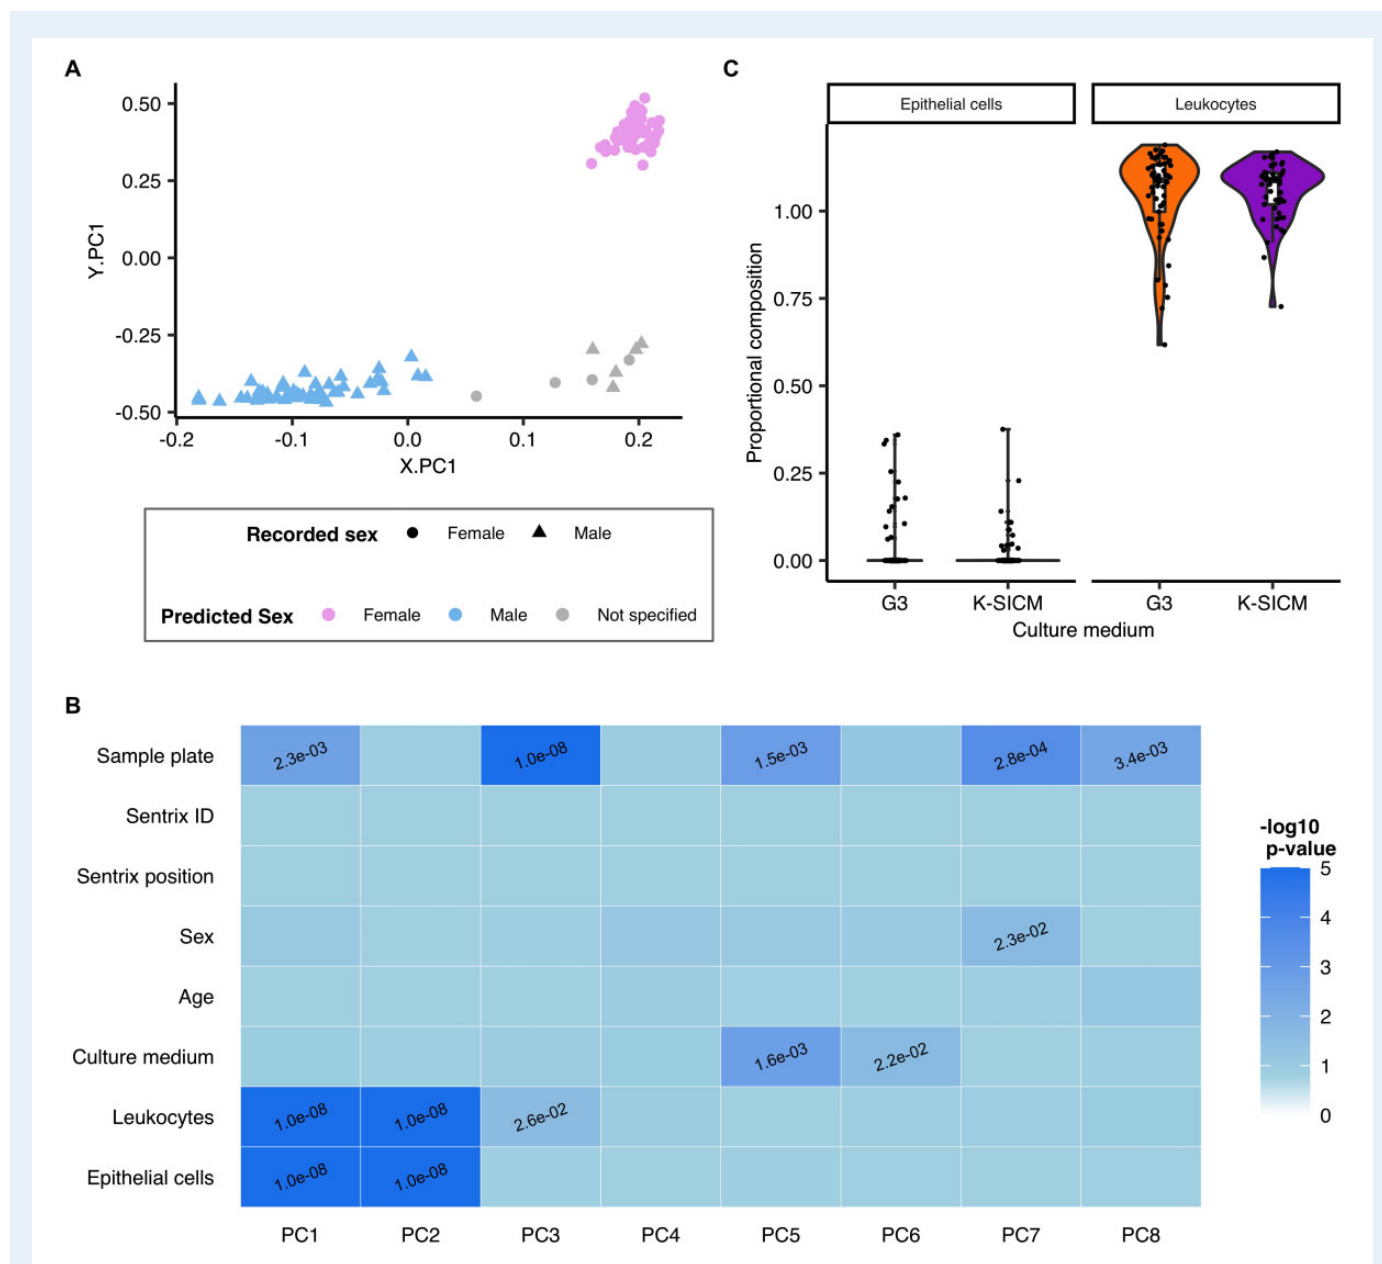 A
0.50
0.25
0.00
-0.25
-0.50
Y.PC1
-0.2 -0.1 0.0 0.1 0.2
X.PC1
Recorded sex Female Male
Predicted Sex Female Male Not specified
C
Epithelial cells Leukocytes
1.00
0.75
0.50
0.25
0.00
Proportional composition
G3 K-SICM G3 K-SICM
Culture medium
B
Sample plate 2.3e-03 1.0e-08 1.5e-03 2.8e-04 3.4e-03
Sentrix ID
Sentrix position
Sex 2.3e-02
Age
Culture medium 1.6e-03 2.2e-02
Leukocytes 1.0e-08 1.0e-08 2.6e-02
Epithelial cells 1.0e-08 1.0e-08
PC1 PC2 PC3 PC4 PC5 PC6 PC7 PC8
-log10
p-value
5
4
3
2
1
0